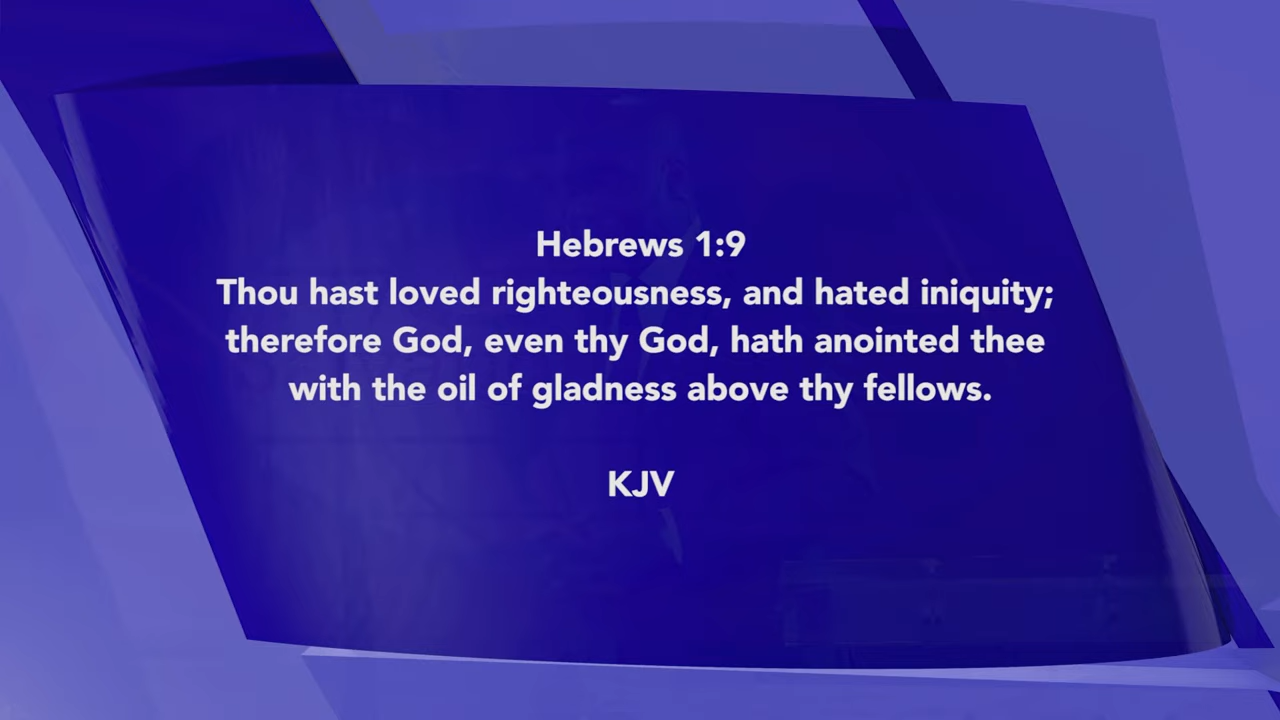 Hebrews 1:9
Thou hast loved righteousness, and hated iniquity;
therefore God, even thy God, hath anointed thee
with the oil of gladness above thy fellows.
KJV